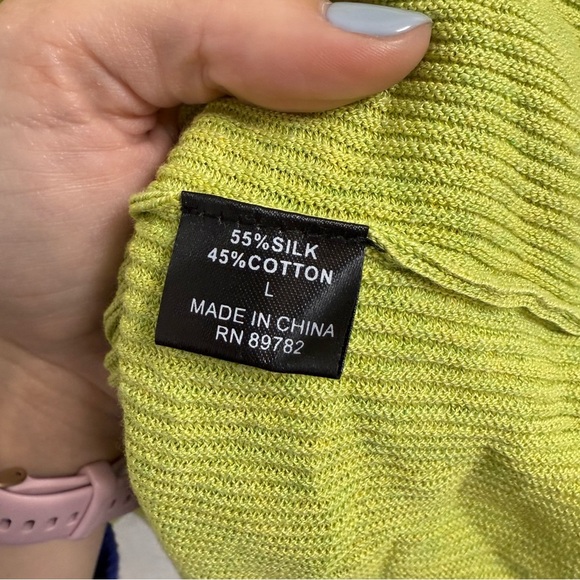 55%SILK
45%COTTON
L
MADE IN CHINA
RN 89782